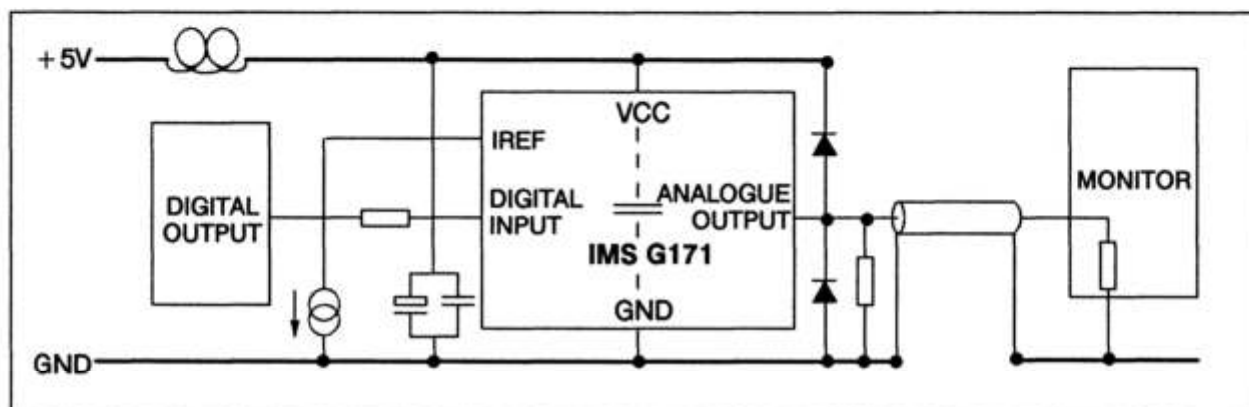 +5V
VCC
IREF
DIGITAL
OUTPUT
DIGITAL
INPUT
ANALOGUE
OUTPUT
IMS G171
GND
MONITOR
GND